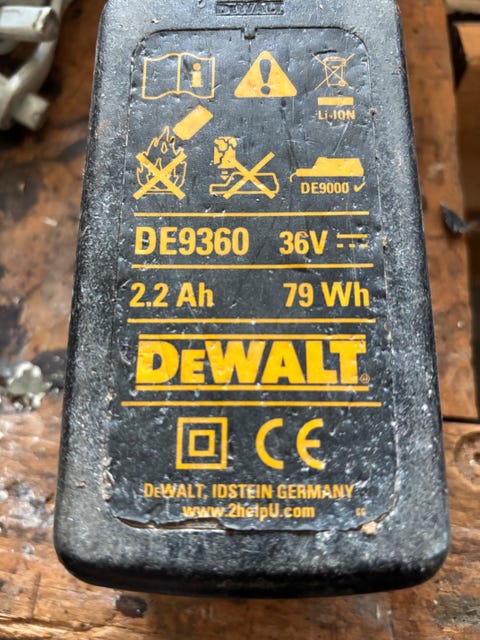 DEWALT
i
LI-ION
DE9000
DE9360 36V
2.2 Ah 79 Wh
DEWALT®
CE
DEWALT, IDSTEIN GERMANY
www.2helpU.com CC